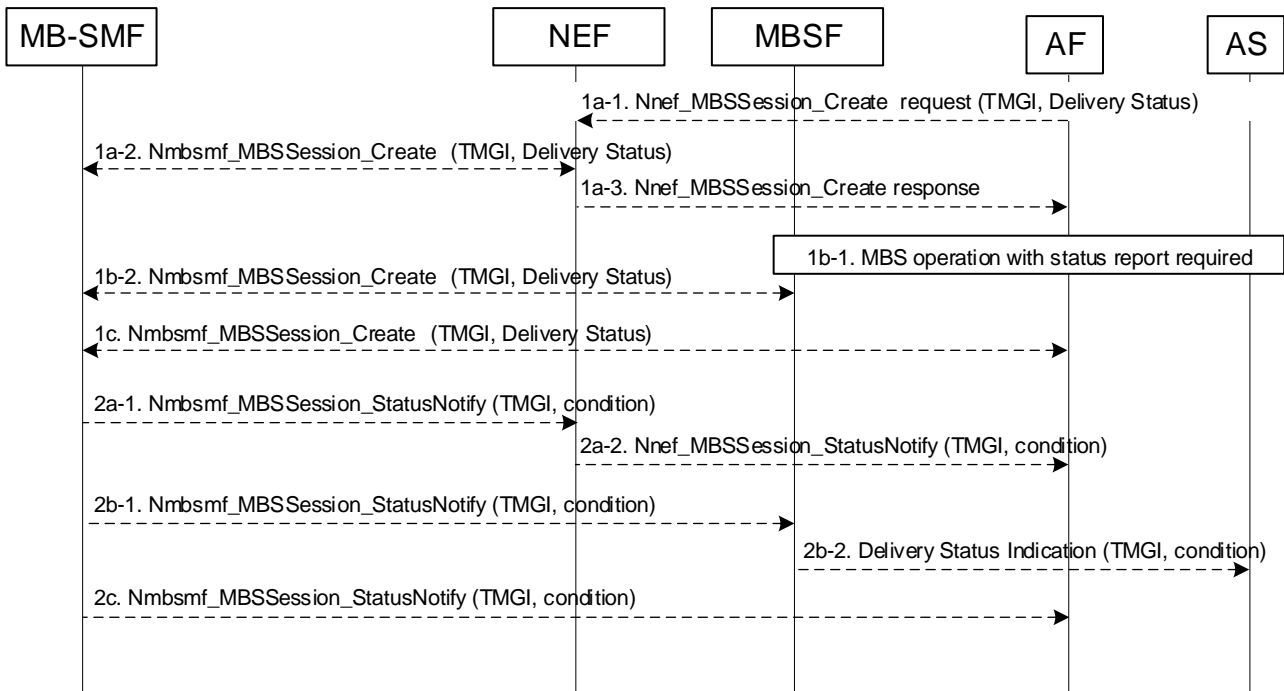 MB-SMF
NEF
MBSF
AF
AS
1a-1. Nnef_MBSSession_Create request (TMGI, Delivery Status)
1a-2. Nmbsmf_MBSSession_Create (TMGI, Delivery Status)
1a-3. Nnef_MBSSession_Create response
1b-1. MBS operation with status report required
1b-2. Nmbsmf_MBSSession_Create (TMGI, Delivery Status)
1c. Nmbsmf_MBSSession_Create (TMGI, Delivery Status)
2a-1. Nmbsmf_MBSSession_StatusNotify (TMGI, condition)
2a-2. Nnef_MBSSession_StatusNotify (TMGI, condition)
2b-1. Nmbsmf_MBSSession_StatusNotify (TMGI, condition)
2b-2. Delivery Status Indication (TMGI, condition)
2c. Nmbsmf_MBSSession_StatusNotify (TMGI, condition)